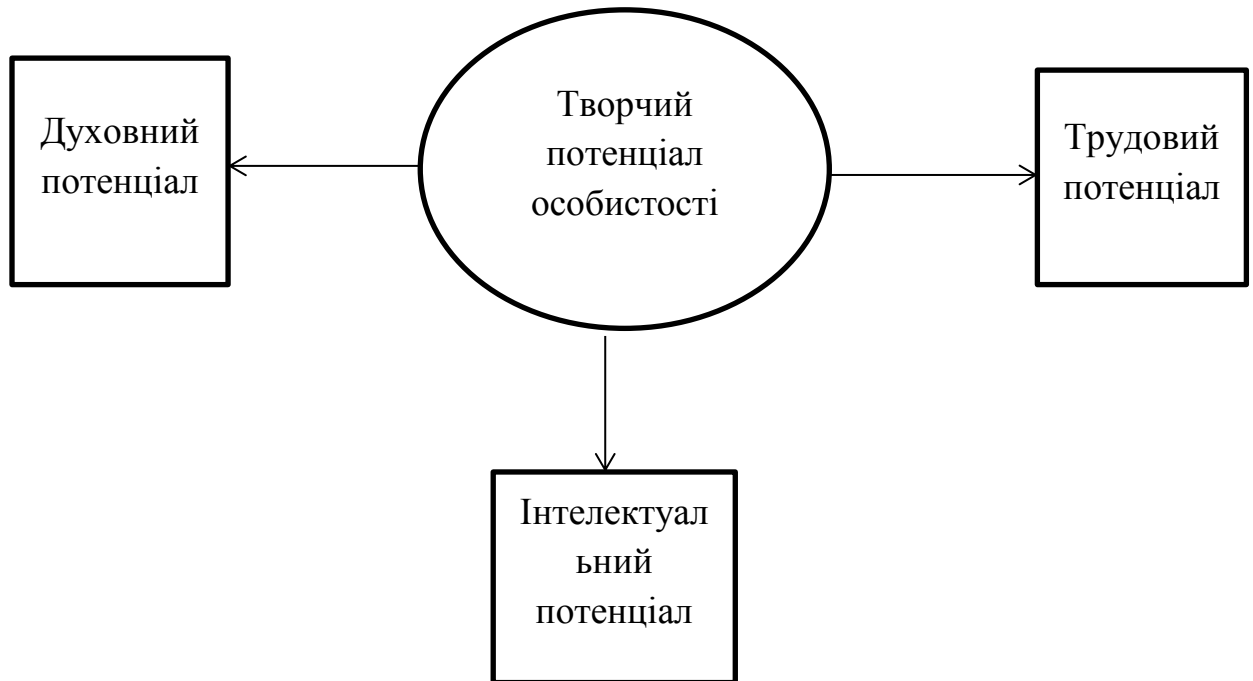 Духовний
потенціал
Творчий
потенціал
особистості
Трудовий
потенціал
Інтелектуал
ьний
потенціал